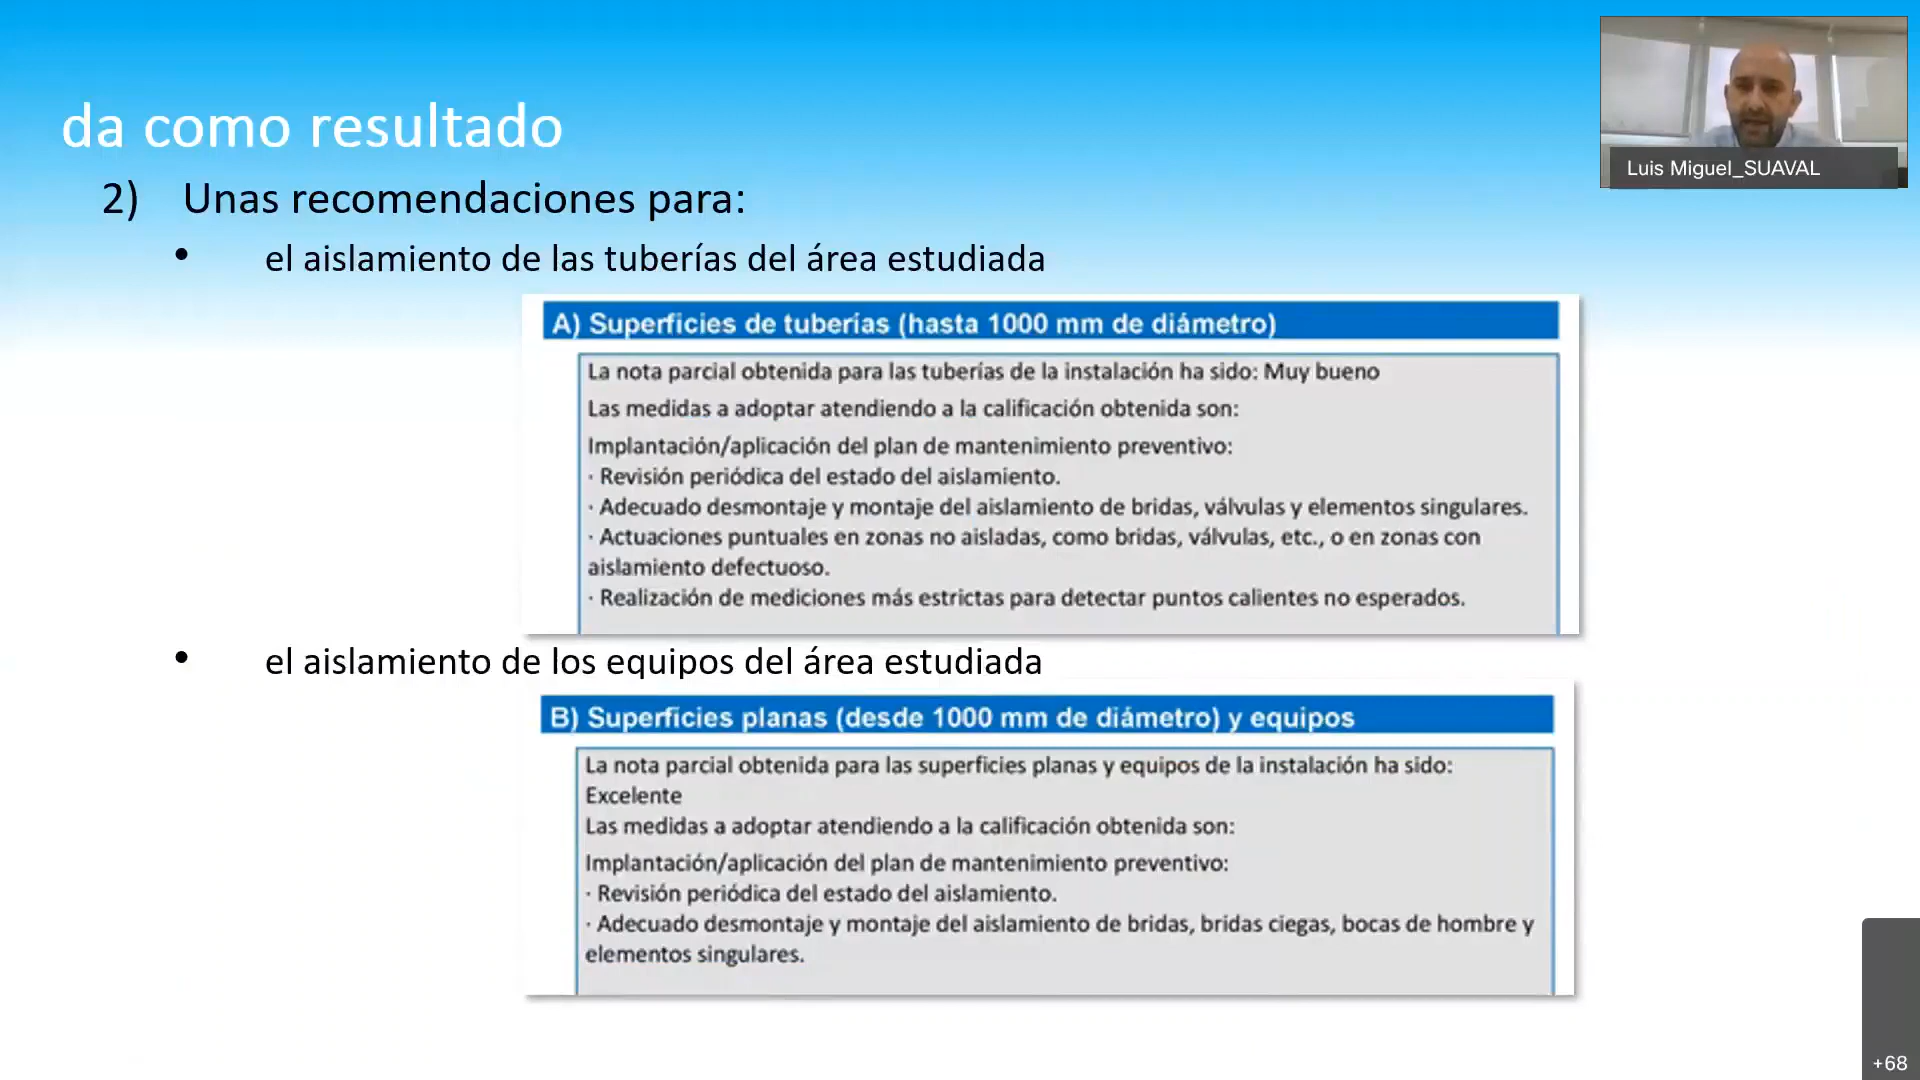 da como resultado
Luis Miguel_SUAVAL
2) Unas recomendaciones para:
• el aislamiento de las tuberías del área estudiada
A) Superficies de tuberías (hasta 1000 mm de diámetro)
La nota parcial obtenida para las tuberías de la instalación ha sido: Muy bueno
Las medidas a adoptar atendiendo a la calificación obtenida son:
Implantación/aplicación del plan de mantenimiento preventivo:
· Revisión periódica del estado del aislamiento.
· Adecuado desmontaje y montaje del aislamiento de bridas, válvulas y elementos singulares.
· Actuaciones puntuales en zonas no aisladas, como bridas, válvulas, etc., o en zonas con
aislamiento defectuoso.
· Realización de mediciones más estrictas para detectar puntos calientes no esperados.
• el aislamiento de los equipos del área estudiada
B) Superficies planas (desde 1000 mm de diámetro) y equipos
La nota parcial obtenida para las superficies planas y equipos de la instalación ha sido:
Excelente
Las medidas a adoptar atendiendo a la calificación obtenida son:
Implantación/aplicación del plan de mantenimiento preventivo:
· Revisión periódica del estado del aislamiento.
· Adecuado desmontaje y montaje del aislamiento de bridas, bridas ciegas, bocas de hombre y
elementos singulares.
+68